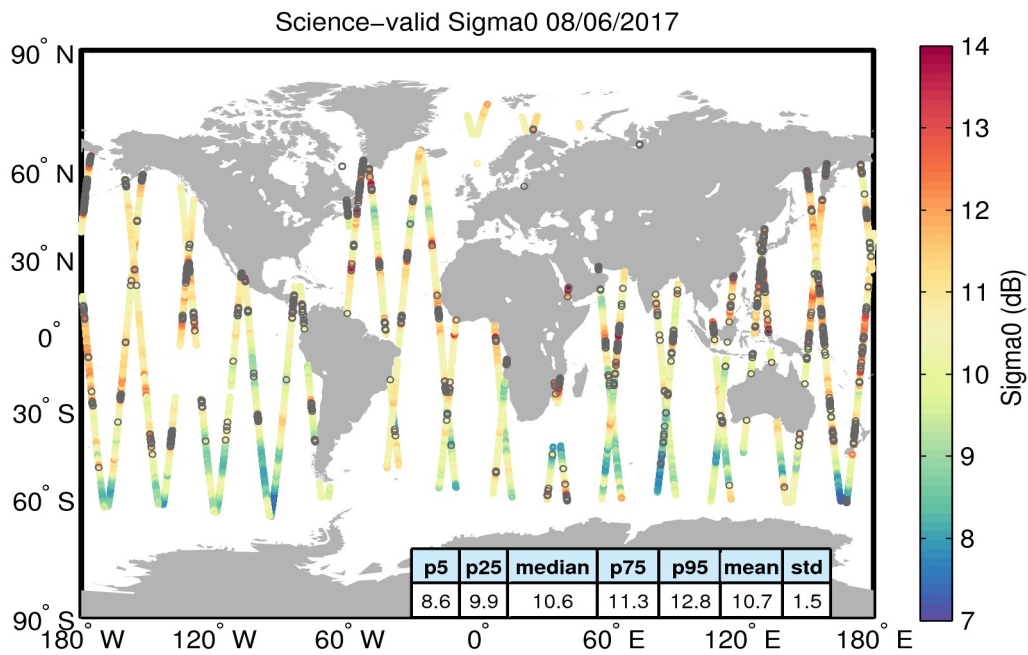 Science−valid Sigma0 08/06/2017
90° N
60° N
30° N
0°
30° S
60° S
90° S
180° W
120° W
60° W
0°
60° E
120° E
180° E
p5 p25 median p75 p95 mean std
8.6 9.9 10.6 11.3 12.8 10.7 1.5
14
13
12
11
10
9
8
7
Sigma0 (dB)